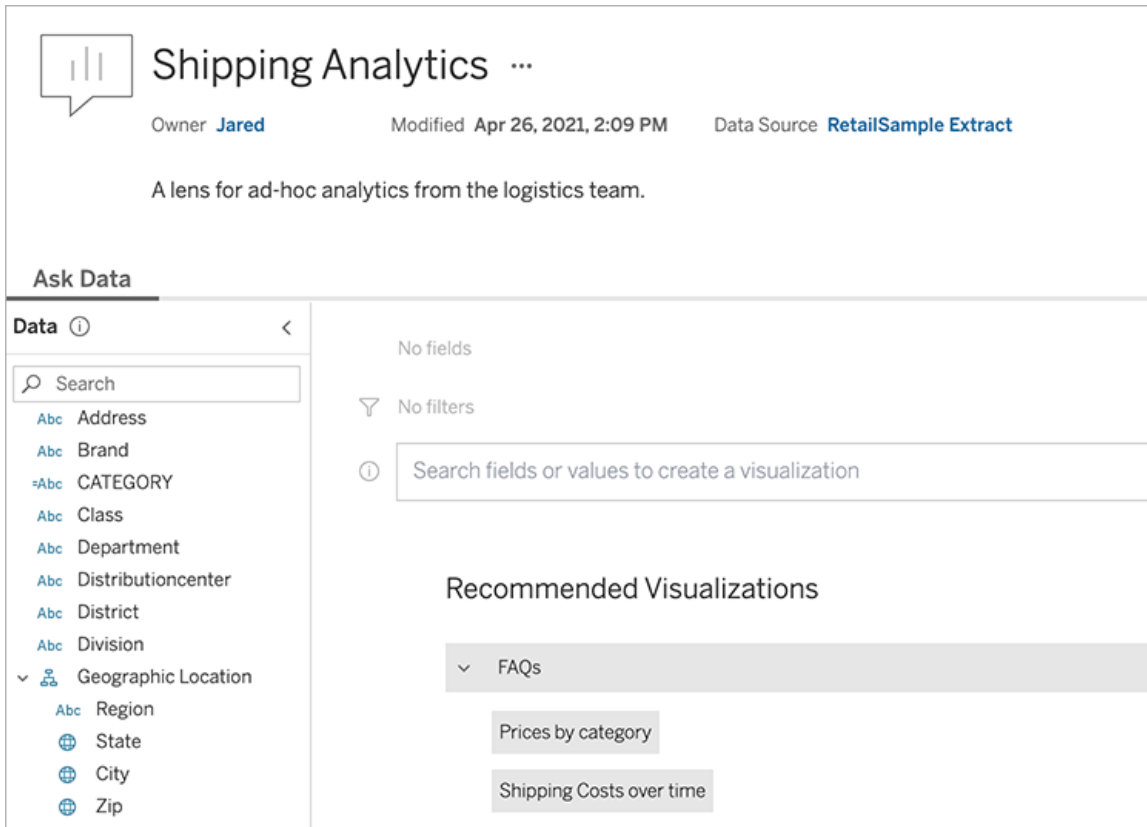 Shipping Analytics ...
Owner Jared Modified Apr 26, 2021, 2:09 PM Data Source RetailSample Extract
A lens for ad-hoc analytics from the logistics team.
Ask Data
Data
Search
Abc Address
Abc Brand
=Abc CATEGORY
Abc Class
Abc Department
Abc Distributioncenter
Abc District
Abc Division
Geographic Location
Abc Region
State
City
Zip
No fields
No filters
Search fields or values to create a visualization
Recommended Visualizations
FAQs
Prices by category
Shipping Costs over time